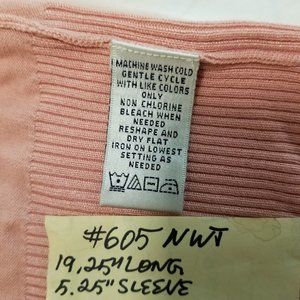 MACHINE WASH COLD
GENTLE CYCLE
WITH LIKE COLORS
ONLY
NON CHLORINE
BLEACH WHEN
NEEDED
RESHAPE AND
DRY FLAT
IRON ON LOWEST
SETTING AS
NEEDED
#605 NWT
19,25" LONG
5.25" SLEEVE